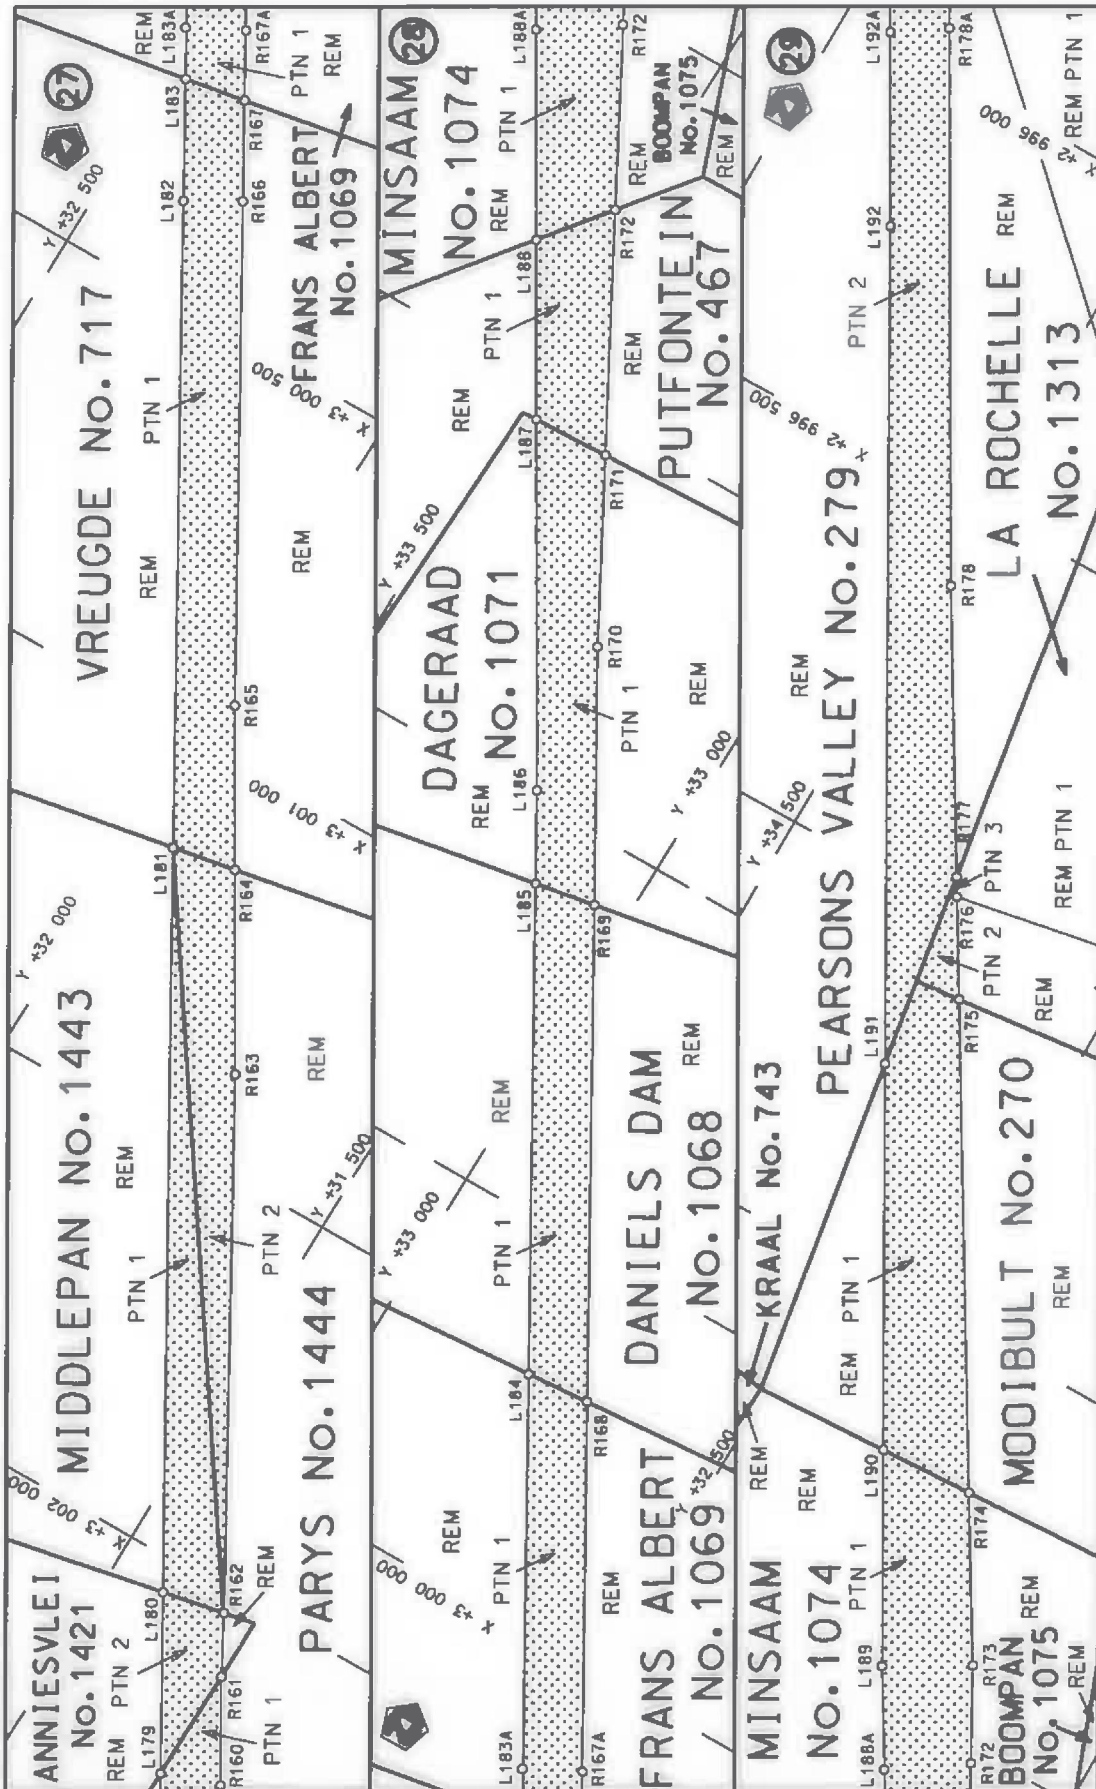 ANNIESVLEI
No. 1421
REM
PTN 2
L179
L180
R160
R161
R162
PTN 1
REM
X +3 002 000
MIDDLEPAN No. 1443
REM
PTN 1
Y +32 000
L181
PTN 2
PARYS No. 1444
Y +31 500
R163
REM
R164
X +3 001 000
R165
VREUGDE No. 717
REM
PTN 1
REM
X +3 000 500
Y +32 500
L182
L183
REM
L183A
R166
R167
R167A
PTN 1
REM
FRANS ALBERT
No. 1069
27
L183A
R167A
X +3 000 000
PTN 1
REM
REM
FRANS ALBERT
No. 1069
Y +32 500
L184
R168
Y +33 000
PTN 1
REM
DANIELS DAM
No. 1068
REM
L185
R169
Y +33 000
REM
L186
DAGERAAD
No. 1071
Y +33 500
PTN 1
REM
R170
R171
L187
REM
PTN 1
REM
PUTFONTEIN
No. 467
L188
R172
REM
MINSAAM
No. 1074
PTN 1
REM
BOOMPAN
No. 1075
REM
L188A
R172
28
MINSAAM
No. 1074
L188A
L189
PTN 1
REM
REM
R172
R173
BOOMPAN
No. 1075
REM
REM
KRAAL No. 743
L190
R174
REM
PTN 1
MOOIBULT No. 270
REM
REM
L191
R175
PTN 2
R176
PTN 3
R177
REM PTN 1
Y +34 500
PEARSONS VALLEY No. 279
REM
R178
X +2 996 500
PTN 2
LA ROCHELLE
No. 1313
REM
L192
L192A
R178A
X +2 996 000
REM PTN 1
29